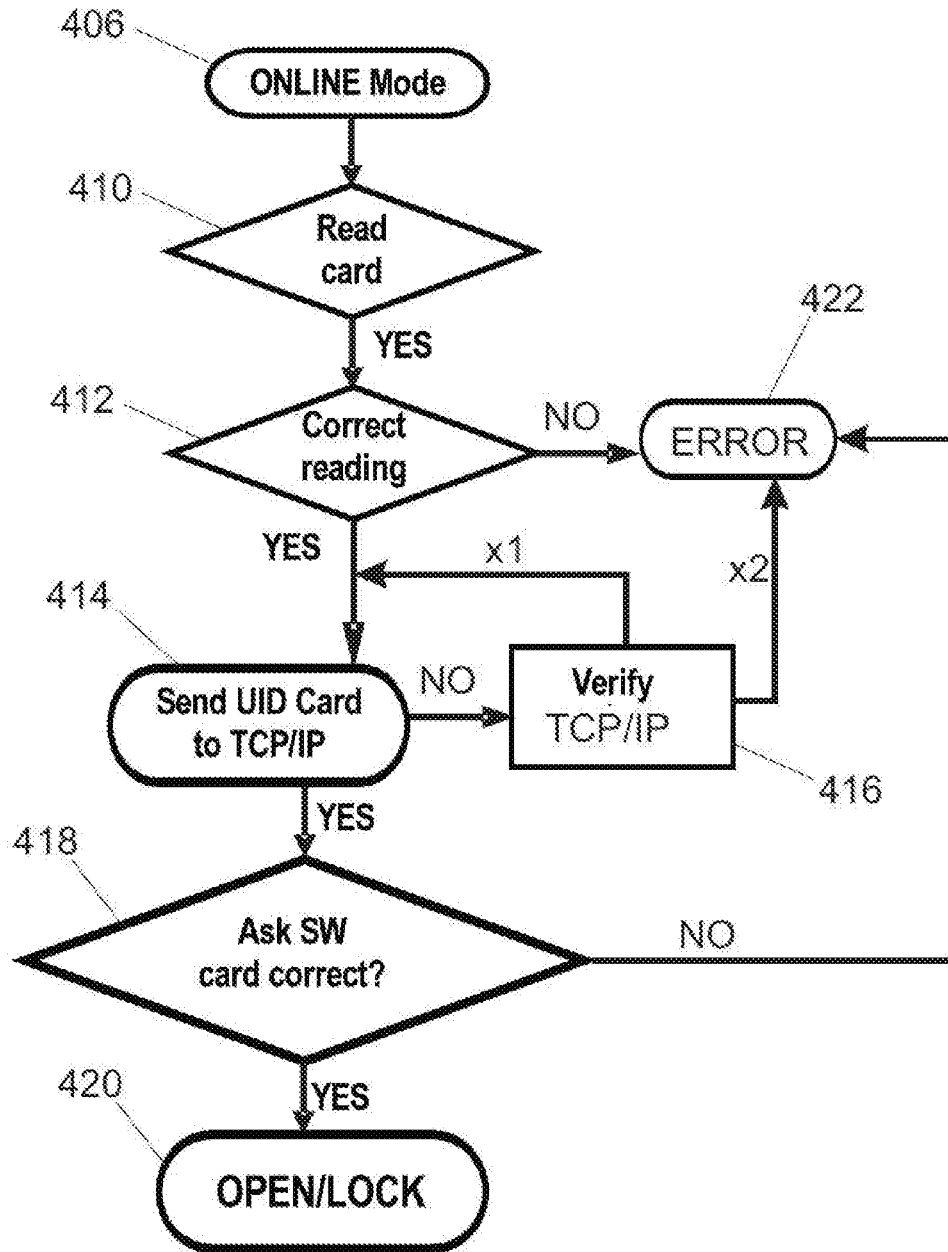 406
ONLINE Mode
410
Read
card
YES
422
412
Correct
reading
NO
ERROR
YES
x1
x2
414
Send UID Card
to TCP/IP
NO
Verify
TCP/IP
416
YES
418
Ask SW
card correct?
NO
YES
420
OPEN/LOCK